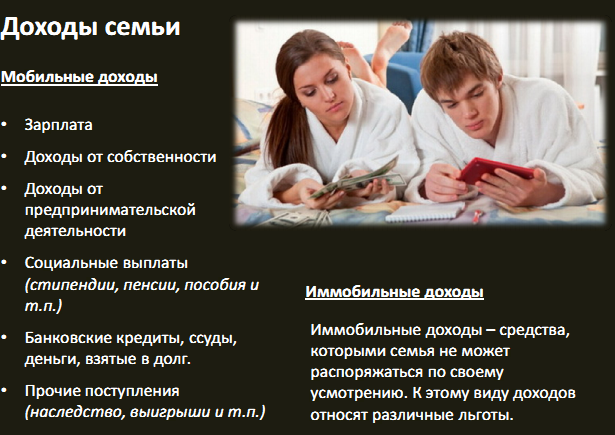 Доходы семьи
Мобильные доходы
• Зарплата
• Доходы от собственности
• Доходы от
предпринимательской
деятельности
• Социальные выплаты
(стипендии, пенсии, пособия и
т.п.)
• Банковские кредиты, ссуды,
деньги, взятые в долг.
• Прочие поступления
(наследство, выигрыши и т.п.)
Иммобильные доходы
Иммобильные доходы – средства,
которыми семья не может
распоряжаться по своему
усмотрению. К этому виду доходов
относят различные льготы.